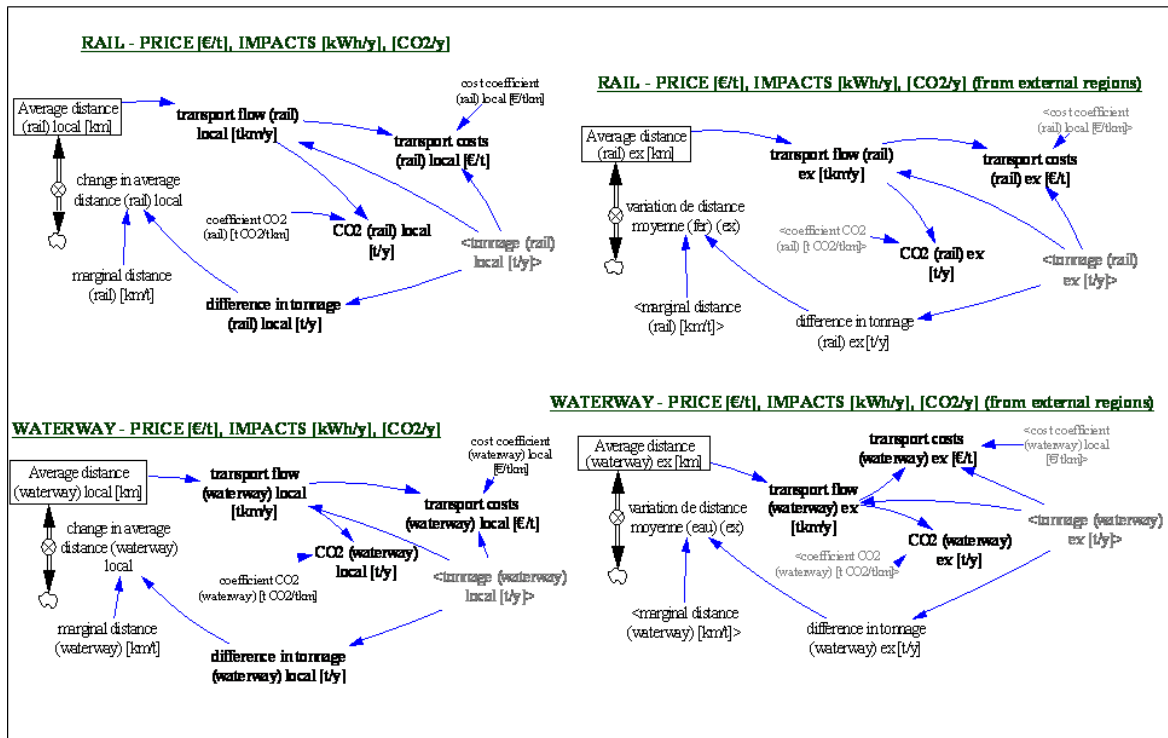 RAIL - PRICE [€/t], IMPACTS [kWh/y], [CO2/y]
cost coefficient
(rail) local [€/tkm]
Average distance
(rail) local [km]
transport flow (rail)
local [tkm/y]
transport costs
(rail) local [€/t]
change in average
distance (rail) local
coefficient CO2
(rail) [t CO2/tkm]
CO2 (rail) local
[t/y]
<tonnage (rail)
local [t/y]>
marginal distance
(rail) [km/t]
difference in tonnage
(rail) local [t/y]
RAIL - PRICE [€/t], IMPACTS [kWh/y], [CO2/y] (from external regions)
<cost coefficient
(rail) local [€/tkm]>
Average distance
(rail) ex [km]
transport flow (rail)
ex [tkm/y]
transport costs
(rail) ex [€/t]
variation de distance
moyenne (fer) (ex)
<coefficient CO2
(rail) [t CO2/tkm]>
CO2 (rail) ex
[t/y]
<tonnage (rail)
ex [t/y]>
<marginal distance
(rail) [km/t]>
difference in tonnage
(rail) ex [t/y]
WATERWAY - PRICE [€/t], IMPACTS [kWh/y], [CO2/y]
cost coefficient
(waterway) local
[€/tkm]
Average distance
(waterway) local [km]
transport flow
(waterway) local
[tkm/y]
transport costs
(waterway) local [€/t]
change in average
distance (waterway)
local
CO2 (waterway)
local [t/y]
coefficient CO2
(waterway) [t CO2/tkm]
<tonnage (waterway)
local [t/y]>
marginal distance
(waterway) [km/t]
difference in tonnage
(waterway) local [t/y]
WATERWAY - PRICE [€/t], IMPACTS [kWh/y], [CO2/y] (from external regions)
transport costs
(waterway) ex [€/t]
<cost coefficient
(waterway) local
[€/tkm]>
Average distance
(waterway) ex [km]
transport flow
(waterway) ex
[tkm/y]
variation de distance
moyenne (eau) (ex)
<tonnage (waterway)
ex [t/y]>
CO2 (waterway)
ex [t/y]
<coefficient CO2
(waterway) [t CO2/tkm]>
<marginal distance
(waterway) [km/t]>
difference in tonnage
(waterway) ex [t/y]